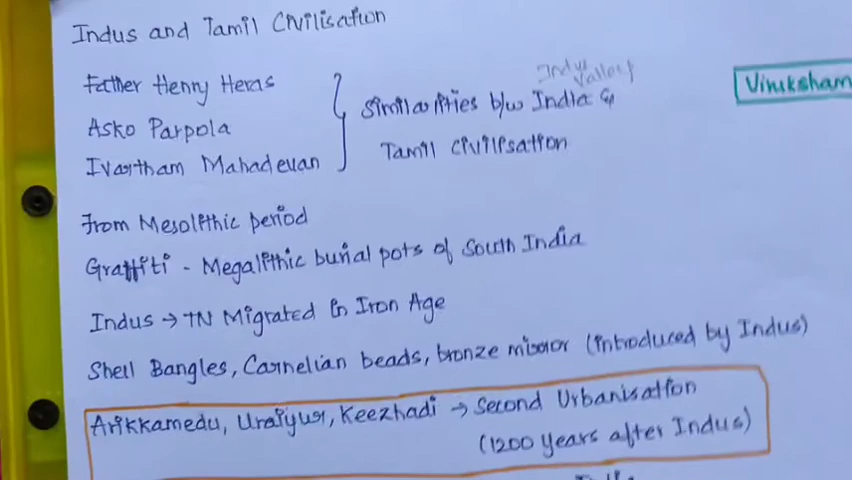 Indus and Tamil Civilisation
Indus
Valley
Viniksham
Father Henry Heras
Asko Parpola
Ivartham Mahadevan
Similarities b/w India &
Tamil civilisation
From Mesolithic period
Graffiti - Megalithic burial pots of South India
Indus → TN Migrated in Iron Age
Shell Bangles, Carnelian beads, bronze mirror (introduced by Indus)
Arikkamedu, Uraiyur, Keezhadi → Second Urbanisation
(1200 years after Indus)